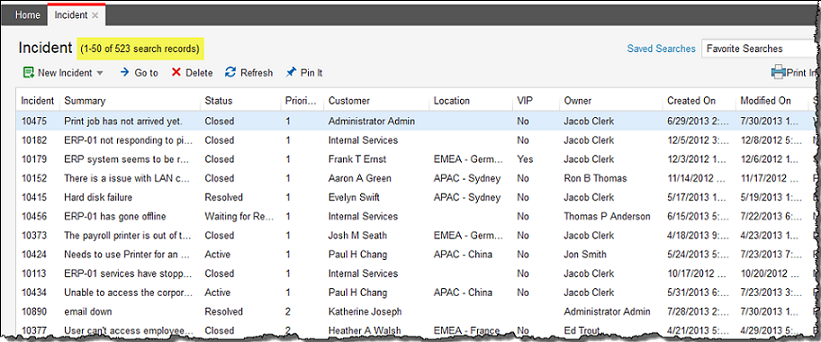 Home Incident ×
Incident (1-50 of 523 search records) Saved Searches Favorite Searches
New Incident Go to Delete Refresh Pin It Print In
Incident Summary Status Priori... Customer Location VIP Owner Created On Modified On S
10475 Print job has not arrived yet. Closed 1 Administrator Admin No Jacob Clerk 6/29/2013 2:... 7/30/2013 1...
10182 ERP-01 not responding to pi... Closed 1 Internal Services No Jacob Clerk 12/5/2012 3:... 12/8/2012 5:...
10179 ERP system seems to be r... Closed 1 Frank T Ernst EMEA - Germ... Yes Jacob Clerk 12/3/2012 1... 12/6/2012 1...
10152 There is a issue with LAN c... Closed 1 Aaron A Green APAC - Sydney No Ron B Thomas 11/14/2012 ... 11/17/2012 ...
10415 Hard disk failure Resolved 1 Evelyn Swift APAC - Sydney No Jacob Clerk 5/17/2013 1... 5/19/2013 1:...
10456 ERP-01 has gone offline Waiting for Re... 1 Internal Services No Thomas P Anderson 6/15/2013 5:... 7/22/2013 6:...
10373 The payroll printer is out of t... Closed 1 Josh M Seath EMEA - Germ... No Jacob Clerk 4/18/2013 9:... 4/23/2013 1...
10424 Needs to use Printer for an ... Active 1 Paul H Chang APAC - China No Jon Smith 5/24/2013 5:... 7/23/2013 7:...
10113 ERP-01 services have stopp... Closed 1 Internal Services No Jacob Clerk 10/17/2012 ... 10/20/2012 ...
10434 Unable to access the corpor... Active 1 Paul H Chang APAC - China No Jacob Clerk 5/31/2013 6:... 7/23/2013 3:...
10890 email down Resolved 2 Katherine Joseph Administrator Admin 7/28/2013 2:... 7/30/2013 1...
10377 User can't access employee... Closed 2 Heather A Walsh EMEA - France No Ed Trout 4/21/2013 5:... 4/29/2013 5:...